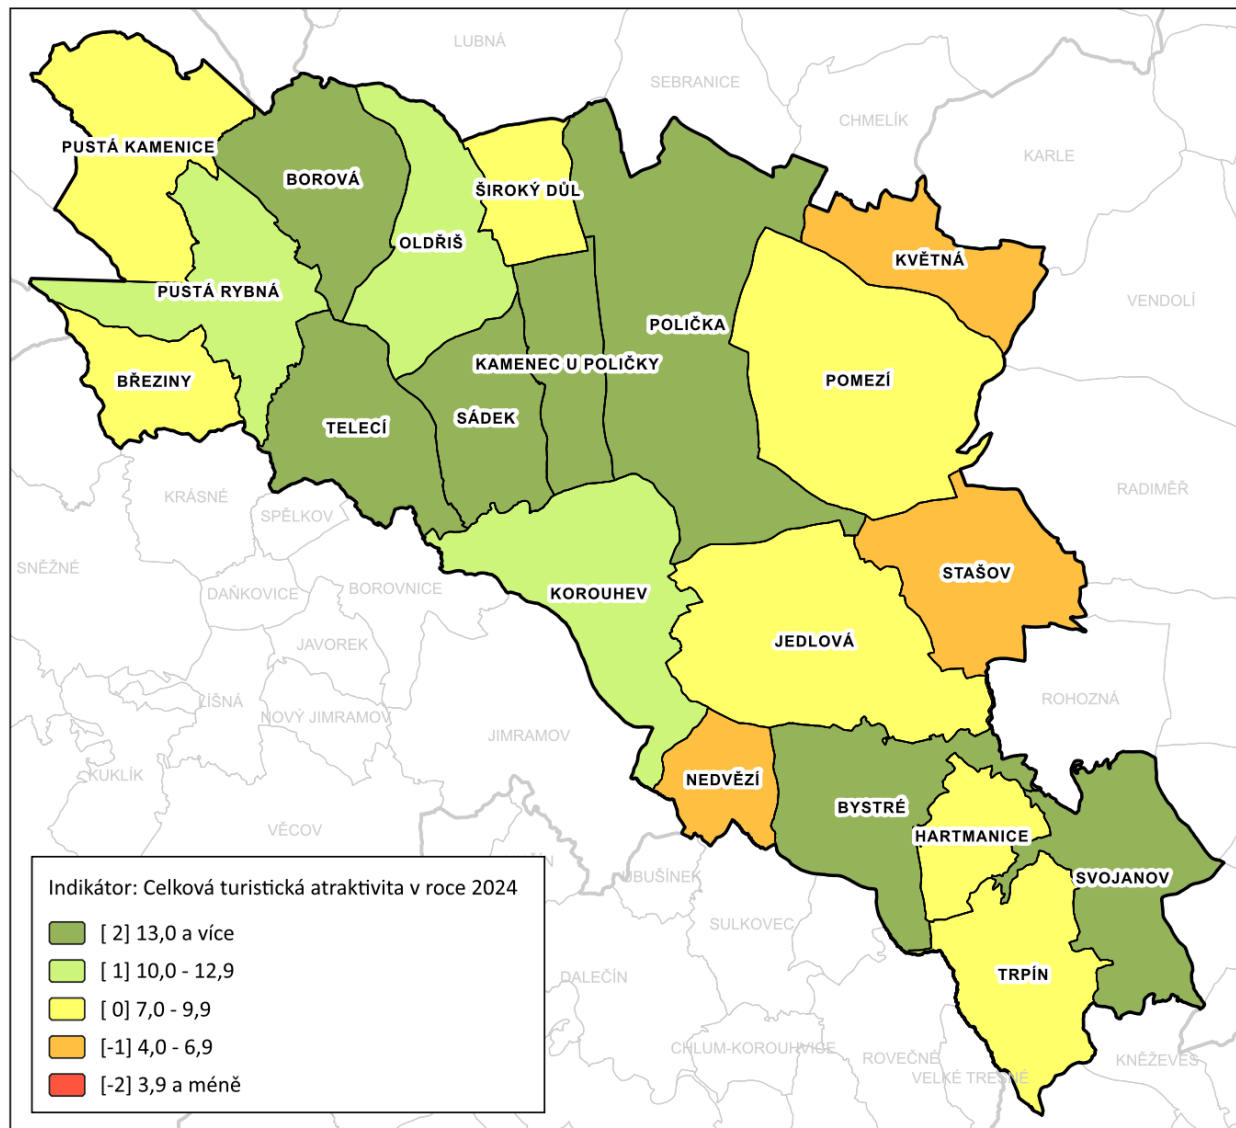 LUBNÁ
SEBRANICE
CHMELÍK
KARLE
PUSTÁ KAMENICE
BOROVÁ
ŠIROKÝ DŮL
OLDŘIŠ
KVĚTNÁ
PUSTÁ RYBNÁ
VENDOLÍ
POLIČKA
KAMENEC U POLIČKY
BŘEZINY
POMEZÍ
TELECÍ
SÁDEK
KRÁSNÉ
RADIMĚŘ
SPĚLKOV
SNĚŽNÉ
STAŠOV
DAŇKOVICE
BOROVNICE
KOROUHEV
JAVOREK
JEDLOVÁ
LÍŠNÁ
ROHOZNÁ
NOVÝ JIMRAMOV
JIMRAMOV
KUKLÍK
NEDVĚZÍ
BYSTRÉ
VĚCOV
HARTMANICE
UBUŠÍNEK
SVOJANOV
SULKOVEC
DALEČÍN
TRPÍN
CHLUM-KOROUHVICE
ROVEČNÉ
KNĚŽEVES
VELKÉ TRESNÉ
Indikátor: Celková turistická atraktivita v roce 2024
[ 2] 13,0 a více
[ 1] 10,0 - 12,9
[ 0] 7,0 - 9,9
[-1] 4,0 - 6,9
[-2] 3,9 a méně